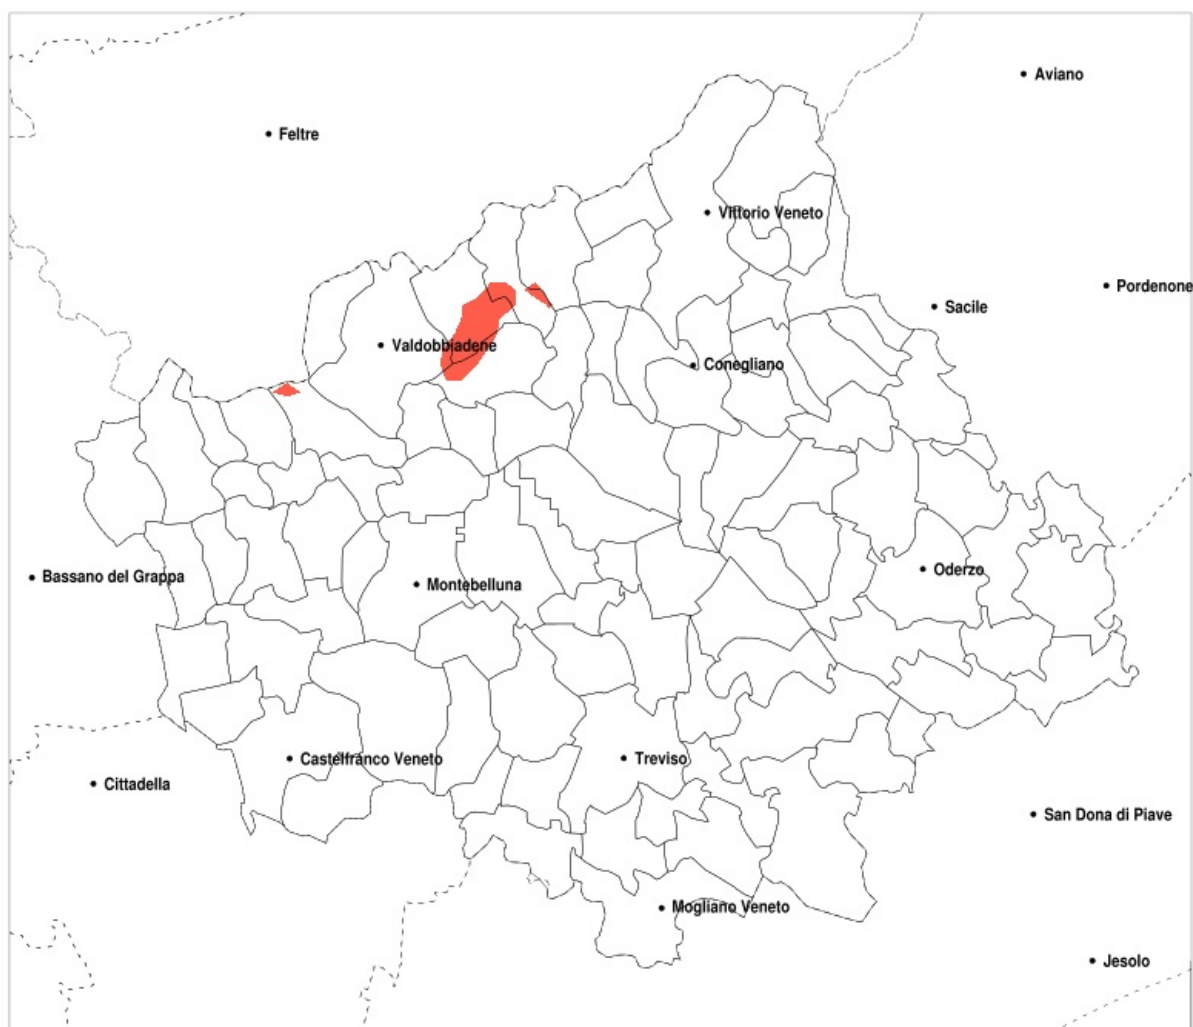 Aviano
Feltre
Vittorio Veneto
Pordenone
Sacile
Valdobbiadene
Conegliano
Oderzo
Bassano del Grappa
Montebelluna
Castelfranco Veneto
Treviso
Cittadella
San Dona di Piave
Mogliano Veneto
Jesolo